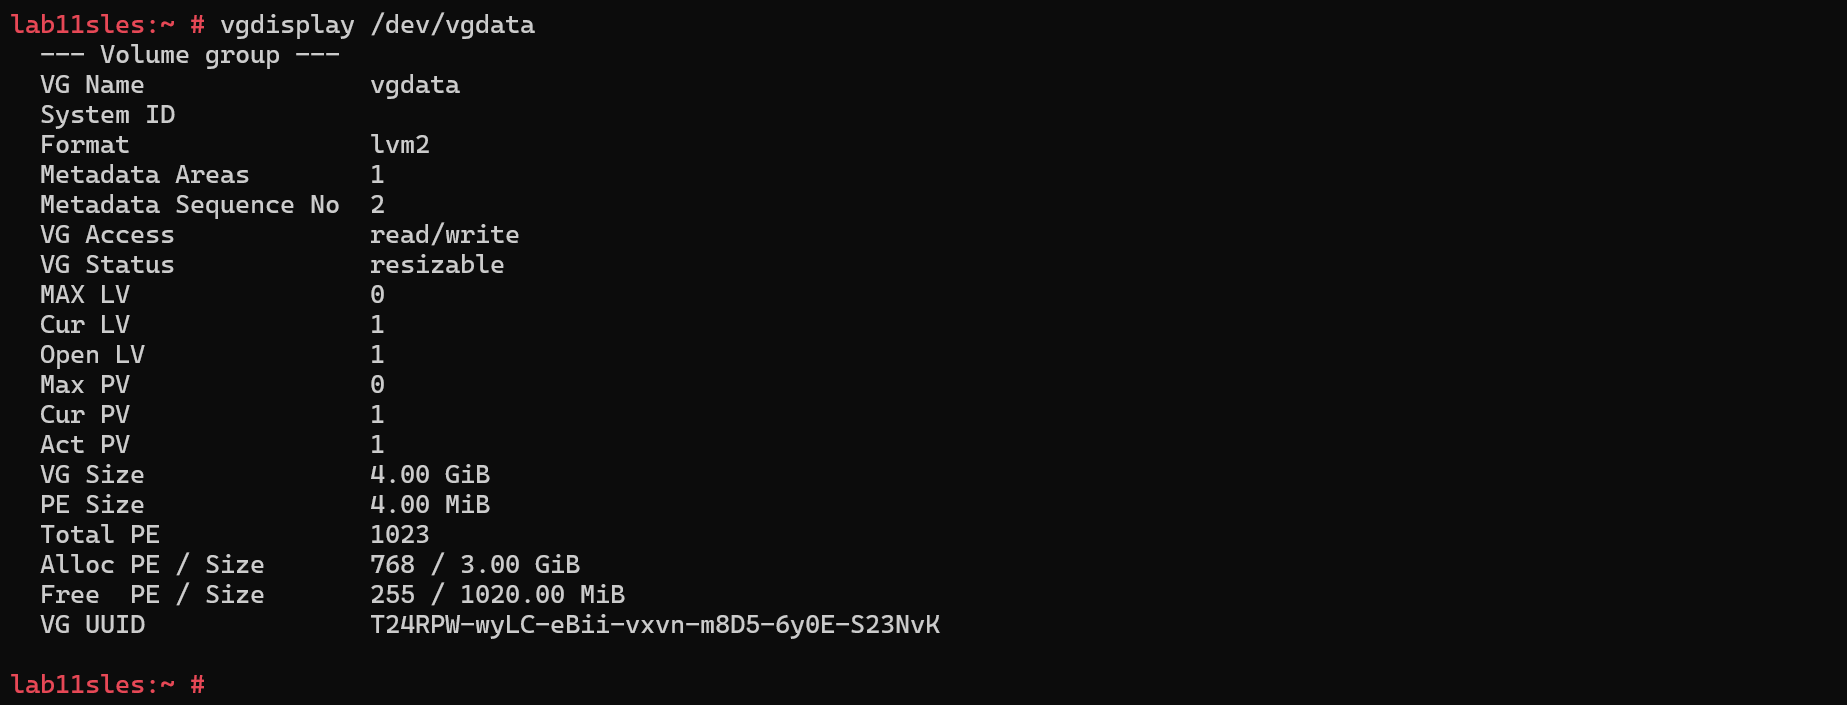 lab11sles:~ # vgdisplay /dev/vgdata
  --- Volume group ---
  VG Name               vgdata
  System ID
  Format                lvm2
  Metadata Areas        1
  Metadata Sequence No  2
  VG Access             read/write
  VG Status             resizable
  MAX LV                0
  Cur LV                1
  Open LV               1
  Max PV                0
  Cur PV                1
  Act PV                1
  VG Size               4.00 GiB
  PE Size               4.00 MiB
  Total PE              1023
  Alloc PE / Size       768 / 3.00 GiB
  Free  PE / Size       255 / 1020.00 MiB
  VG UUID               T24RPW-wyLC-eBii-vxvn-m8D5-6y0E-S23NvK

lab11sles:~ #